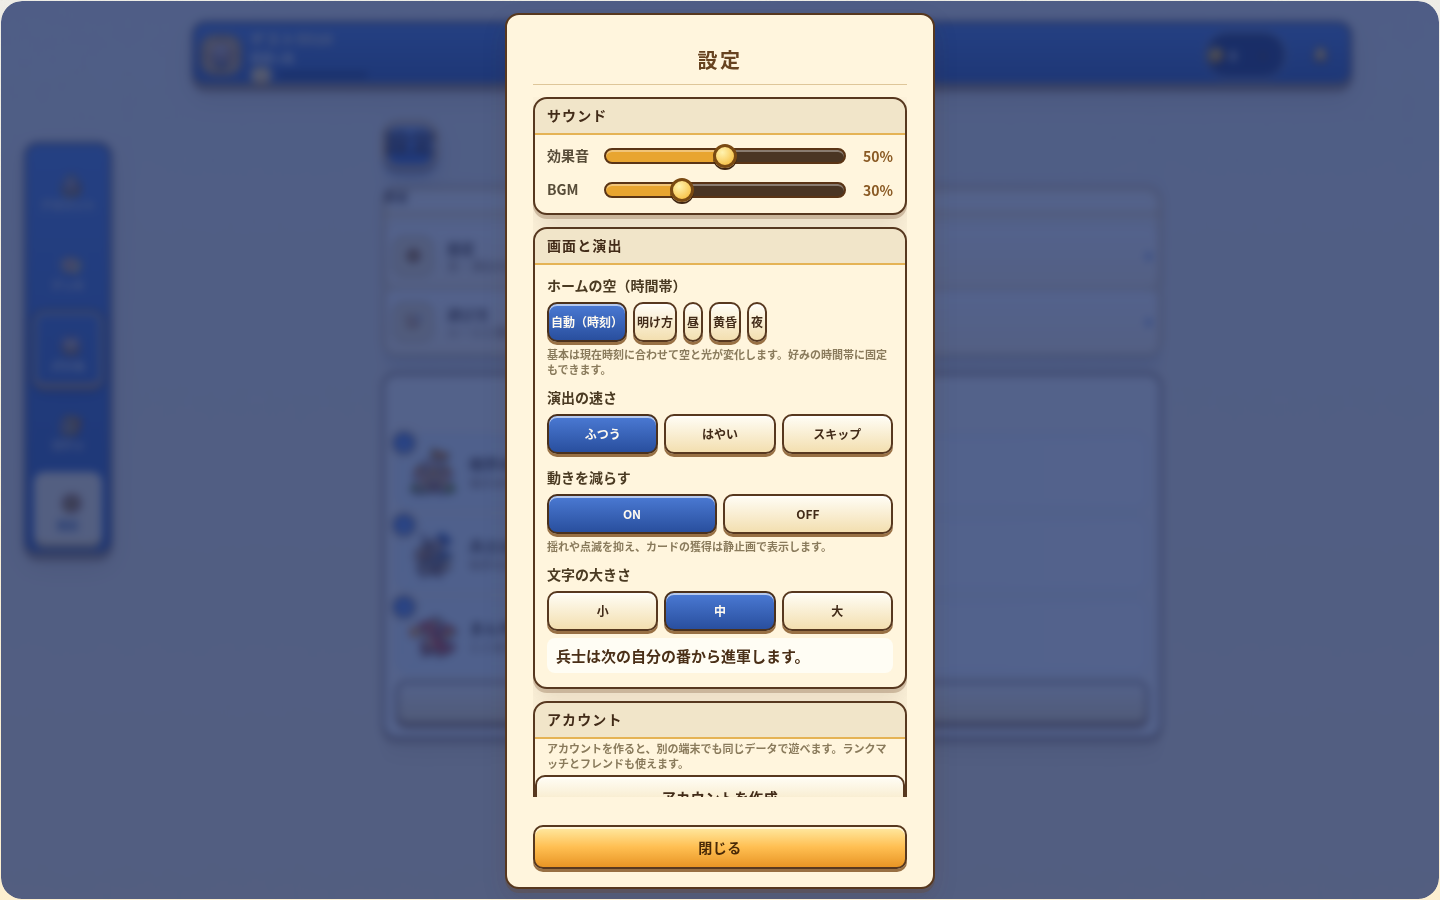 設定
サウンド
効果音 50%
BGM 30%
画面と演出
ホームの空（時間帯）
自動（時刻） 明け方 昼 黄昏 夜
基本は現在時刻に合わせて空と光が変化します。好みの時間帯に固定
もできます。
演出の速さ
ふつう はやい スキップ
動きを減らす
ON OFF
揺れや点滅を抑え、カードの獲得は静止画で表示します。
文字の大きさ
小 中 大
兵士は次の自分の番から進軍します。
アカウント
アカウントを作ると、別の端末でも同じデータで遊べます。ランクマ
ッチとフレンドも使えます。
アカウントを作成
閉じる